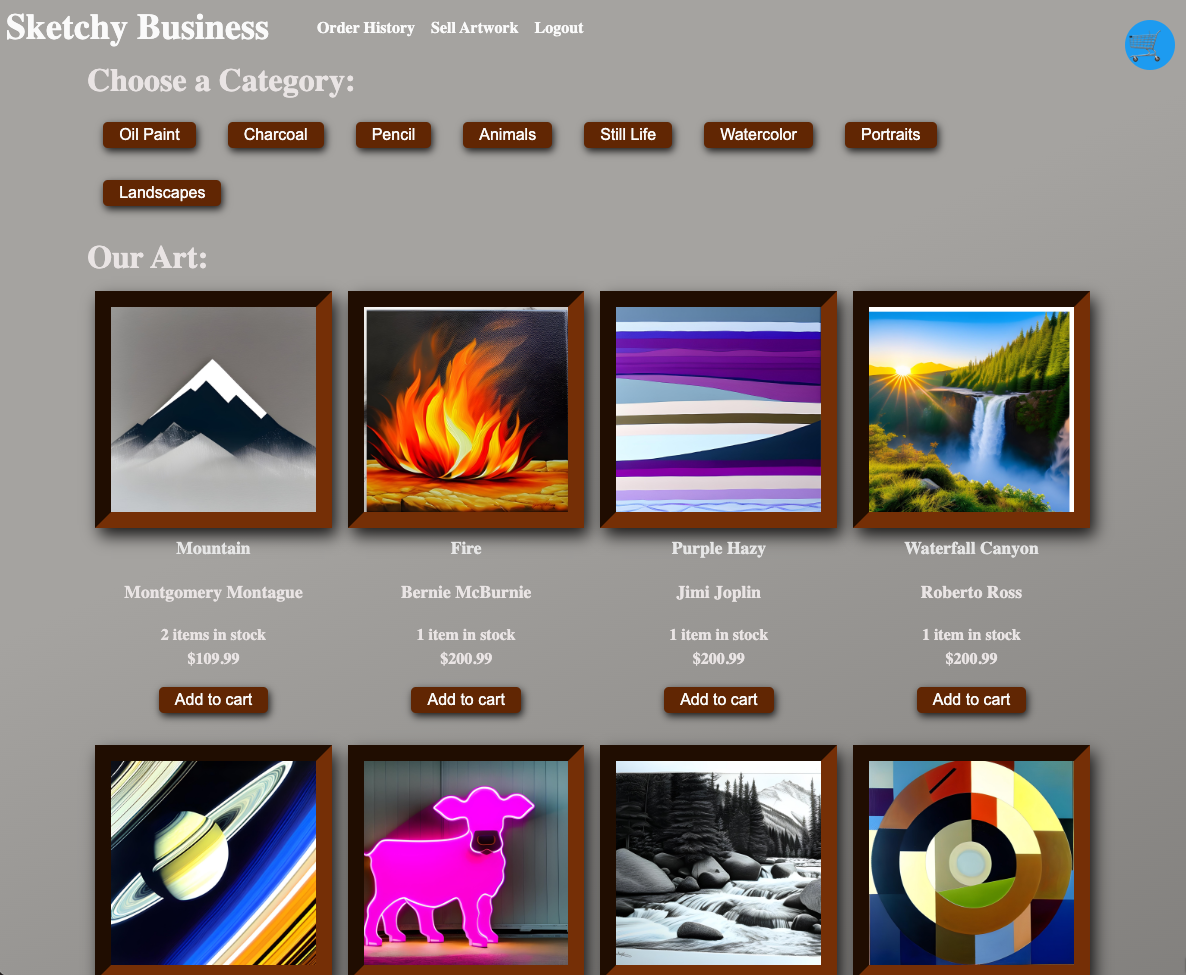 Sketchy Business Order History Sell Artwork Logout
Choose a Category:
Oil Paint Charcoal Pencil Animals Still Life Watercolor Portraits
Landscapes
Our Art:
Mountain Fire Purple Hazy Waterfall Canyon
Montgomery Montague Bernie McBurnie Jimi Joplin Roberto Ross
2 items in stock 1 item in stock 1 item in stock 1 item in stock
$109.99 $200.99 $200.99 $200.99
Add to cart Add to cart Add to cart Add to cart